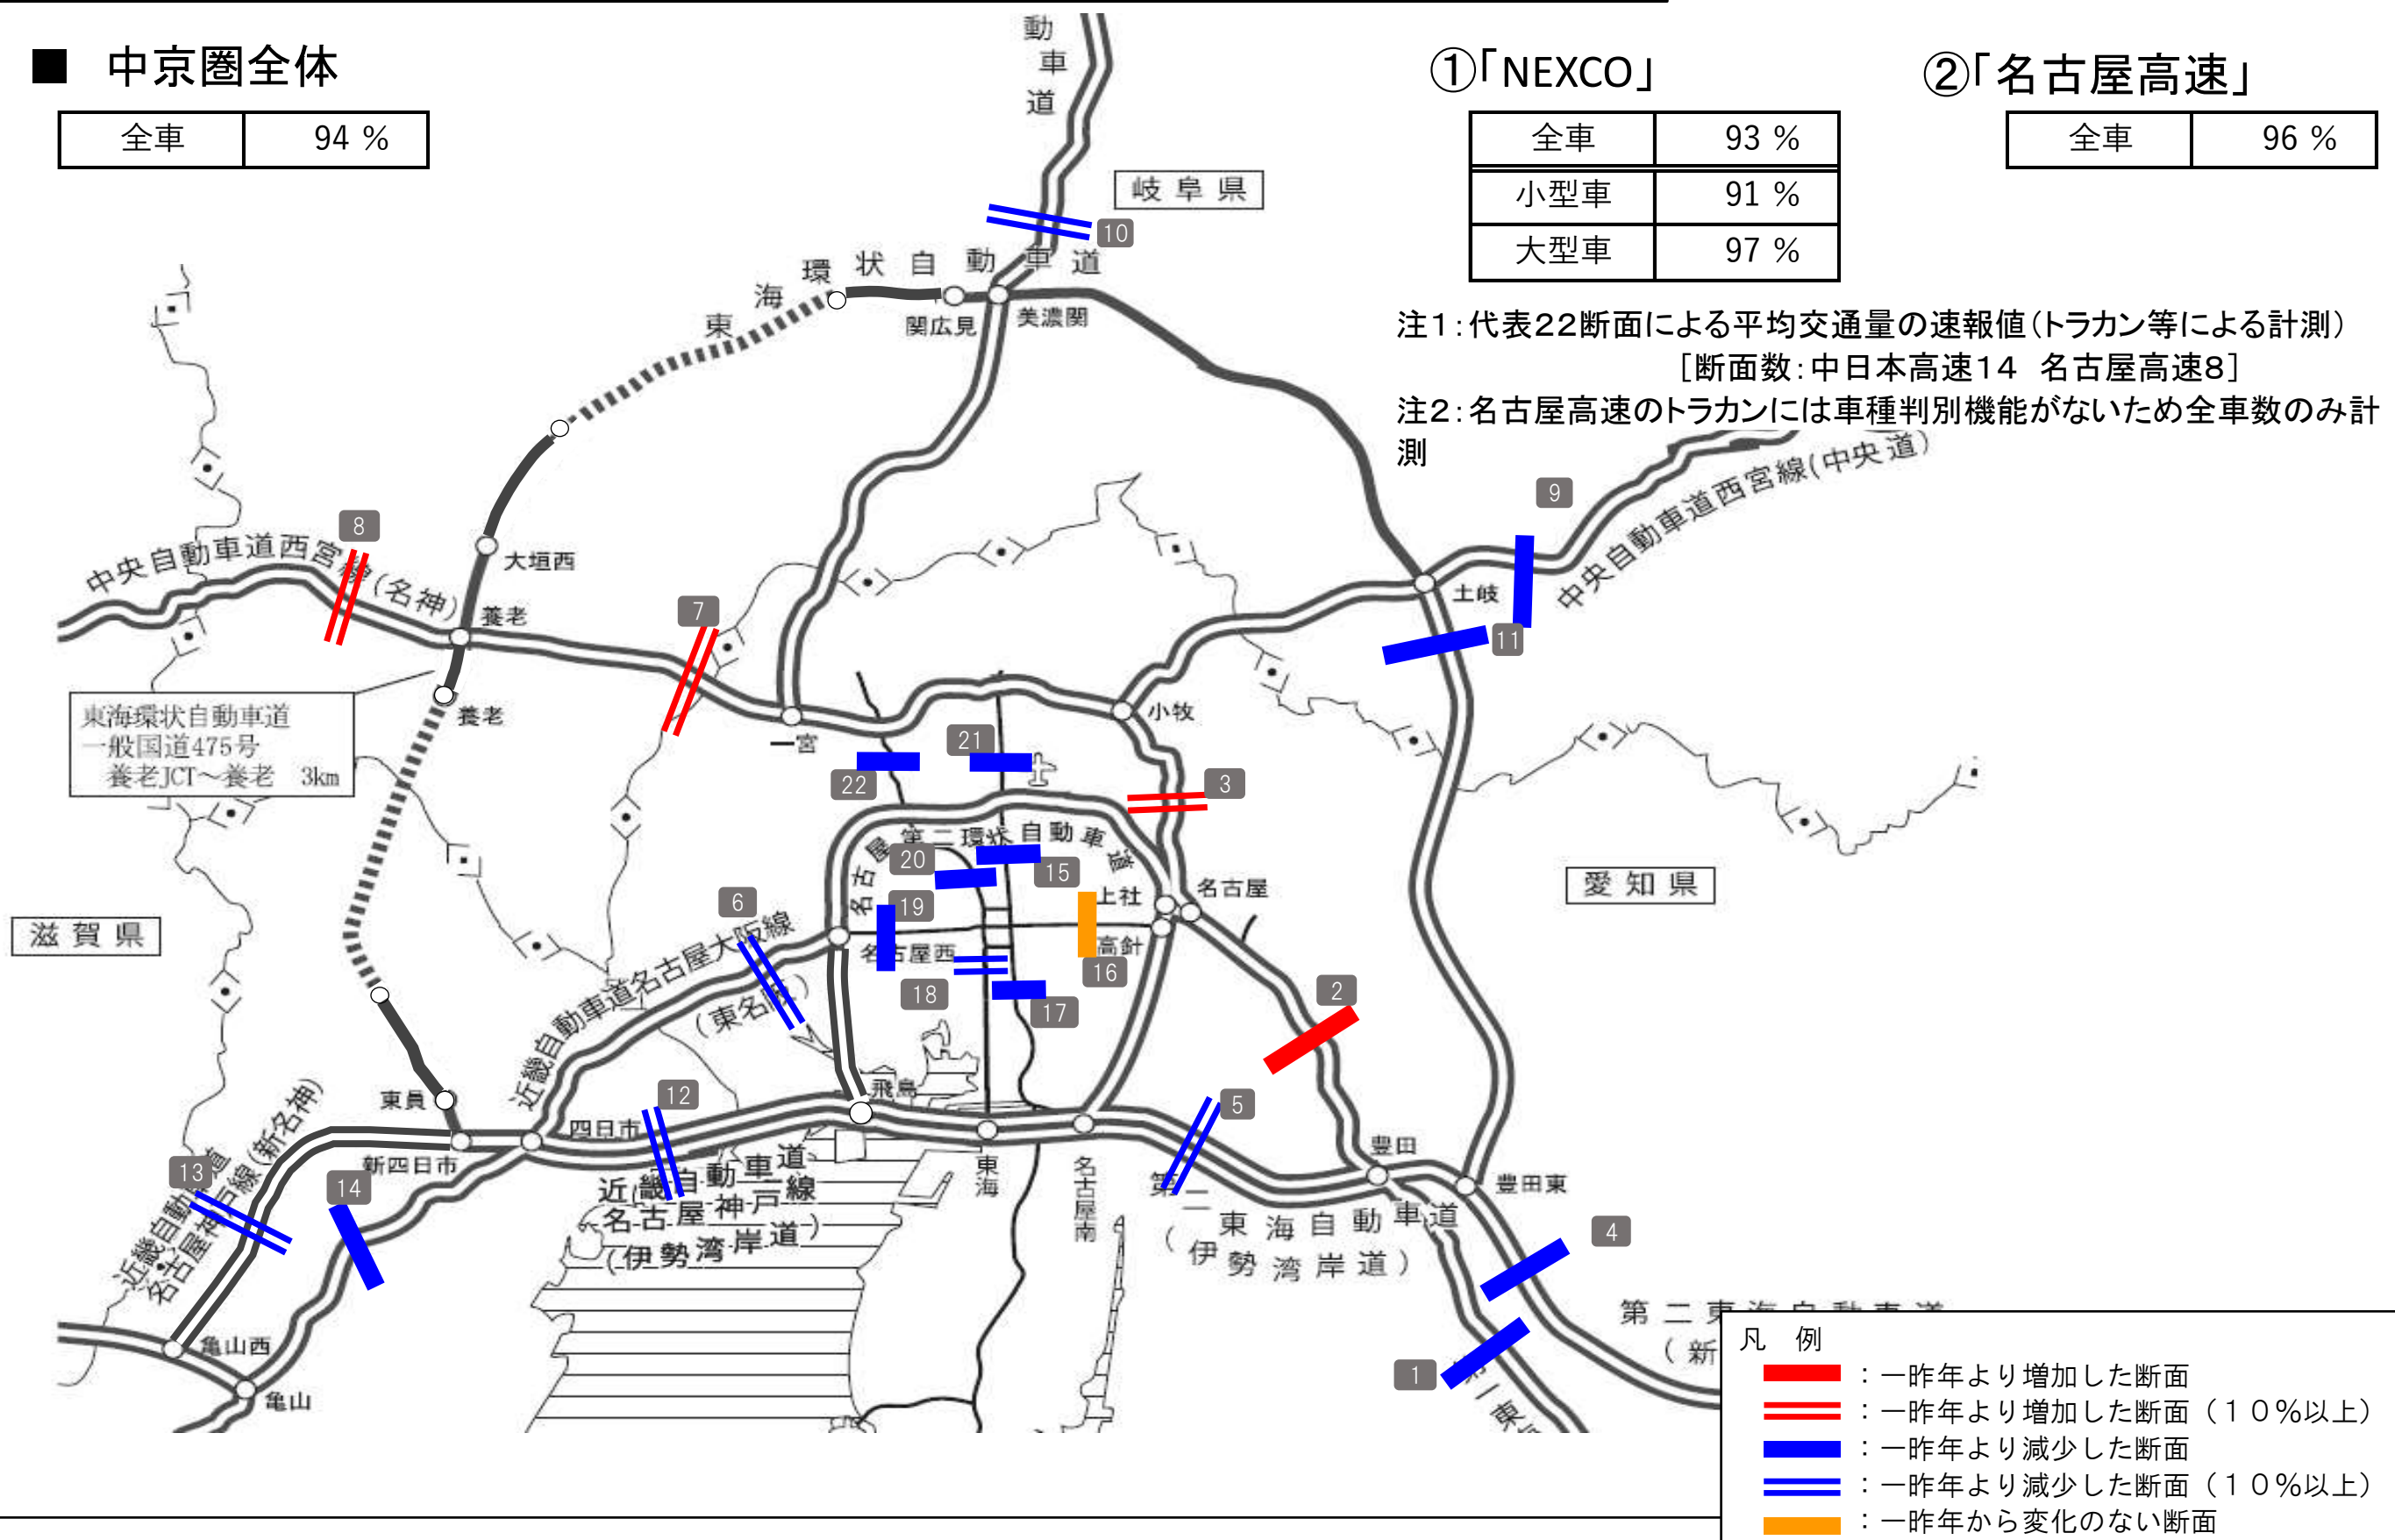 ■ 中京圏全体
全車 94 %
①「NEXCO」
全車 93 %
小型車 91 %
大型車 97 %
②「名古屋高速」
全車 96 %
注1：代表22断面による平均交通量の速報値（トラカン等による計測）
［断面数：中日本高速14 名古屋高速8］
注2：名古屋高速のトラカンには車種判別機能がないため全車数のみ計
測
動車道
岐阜県
10
東海環状自動車道
関広見
美濃関
9
中央自動車道西宮線(中央道)
8
中央自動車道西宮線(名神)
大垣西
養老
7
土岐
11
東海環状自動車道
一般国道475号
養老JCT～養老 3km
養老
一宮
小牧
21
22
3
名古屋第二環状自動車道
20
15
上社
名古屋
愛知県
19
6
滋賀県
名古屋西
高針
16
近畿自動車道名古屋大阪線
(東名阪)
18
17
2
東員
12
飛島
5
四日市
豊田
新四日市
豊田東
13
14
近畿自動車道
名古屋神戸線(新名神)
近畿自動車道
名古屋神戸線
(伊勢湾岸道)
東海
名古屋南
第二東海自動車道
(伊勢湾岸道)
4
第二東海自動車道
(新
亀山西
1
第一東
亀山
凡 例
：一昨年より増加した断面
：一昨年より増加した断面（１０％以上）
：一昨年より減少した断面
：一昨年より減少した断面（１０％以上）
：一昨年から変化のない断面